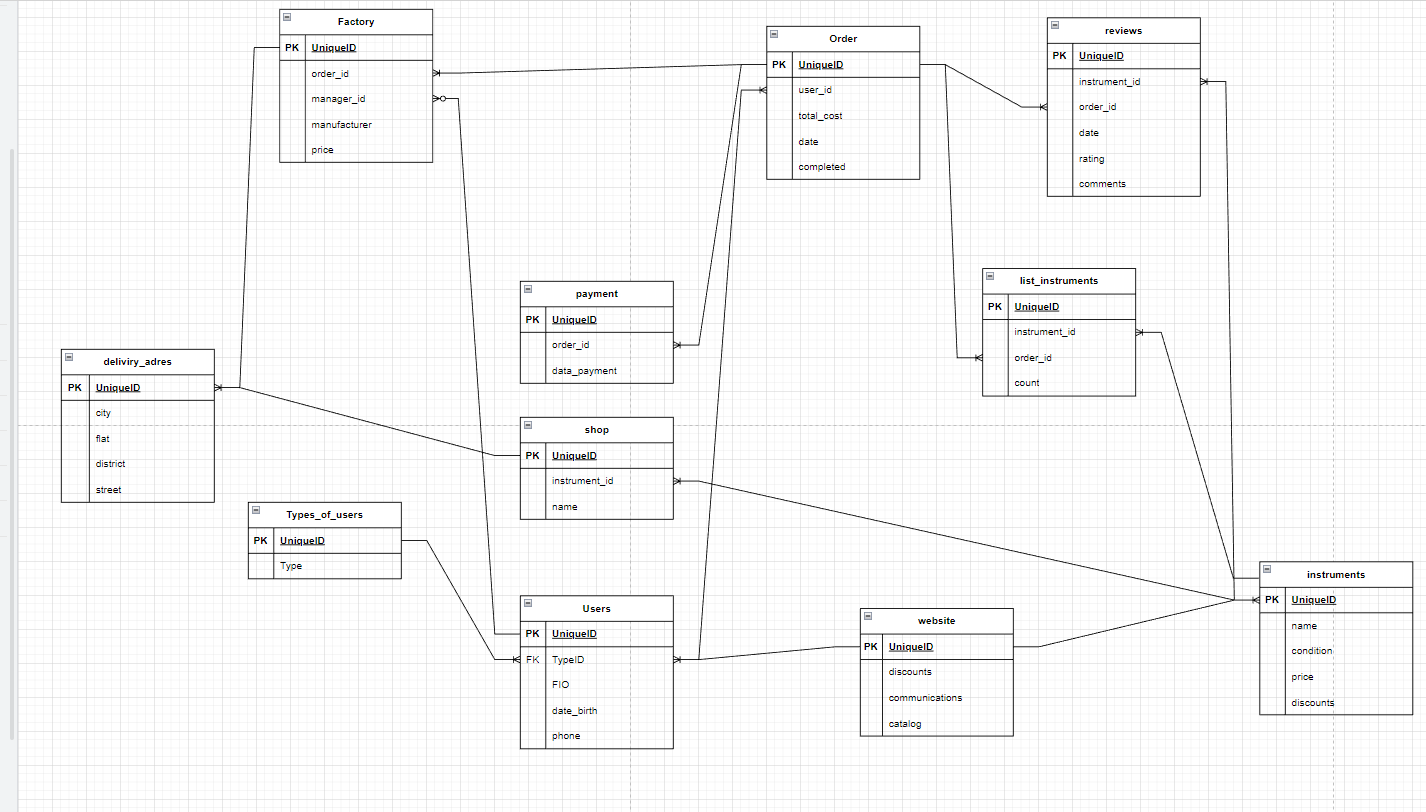 Factory
PK UniqueID
order_id
manager_id
manufacturer
price
Order
PK UniqueID
user_id
total_cost
date
completed
reviews
PK UniqueID
instrument_id
order_id
date
rating
comments
payment
PK UniqueID
order_id
data_payment
list_instruments
PK UniqueID
instrument_id
order_id
count
deliviry_adres
PK UniqueID
city
flat
district
street
shop
PK UniqueID
instrument_id
name
Types_of_users
PK UniqueID
Type
Users
PK UniqueID
FK TypeID
FIO
date_birth
phone
website
PK UniqueID
discounts
communications
catalog
instruments
PK UniqueID
name
condition
price
discounts